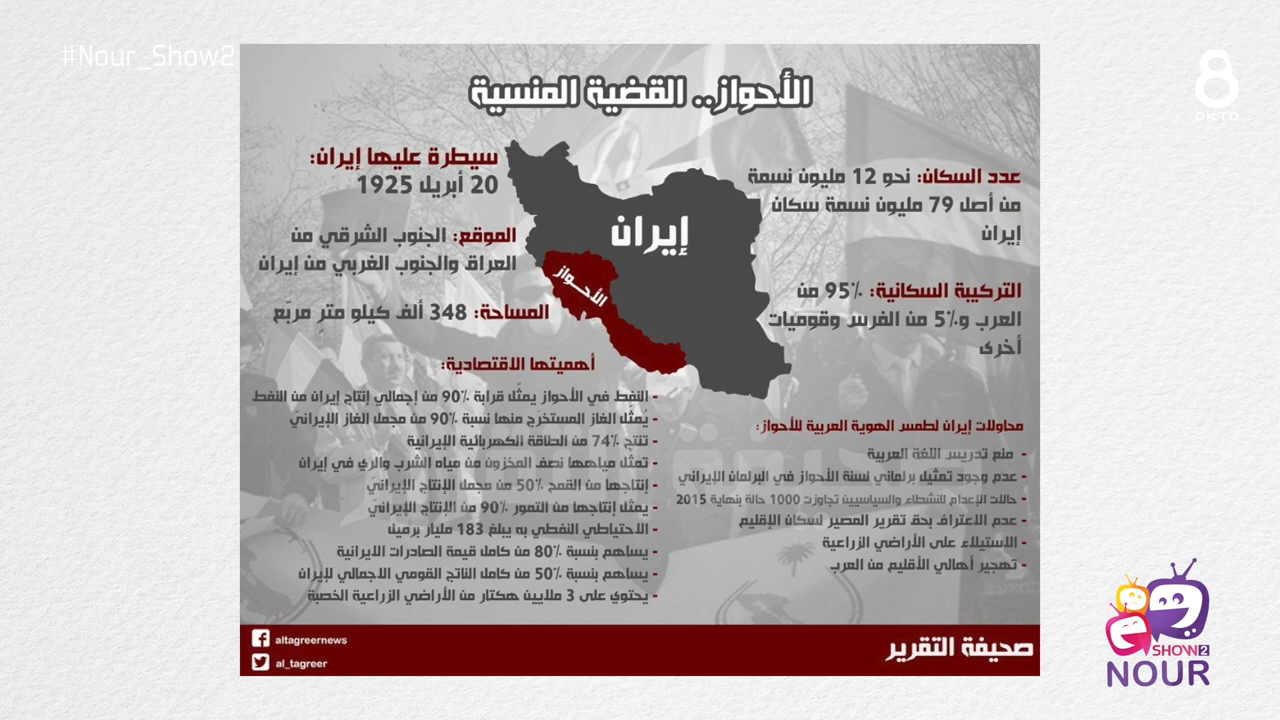 #Nour_Show2
8
OKTO
الأحواز.. القضية المنسية
عدد السكان: نحو 12 مليون نسمة
من أصل 79 مليون نسمة سكان
إيران
التركيبة السكانية: 95% من
العرب و5% من الفرس وقوميات
أخرى
سيطرة عليها إيران:
20 أبريل 1925
الموقع: الجنوب الشرقي من
العراق والجنوب الغربي من إيران
المساحة: 348 ألف كيلو متر مربّع
إيران
الأحواز
محاولات إيران لطمس الهوية العربية للأحواز:
- منع تدريس اللغة العربية
- عدم وجود تمثيل برلماني لسنة الأحواز في البرلمان الإيراني
- حالات الإعدام للنشطاء والسياسيين تجاوزت 1000 حالة بنهاية 2015
- عدم الاعتراف بحق تقرير المصير لسكان الإقليم
- الاستيلاء على الأراضي الزراعية
- تهجير أهالي الأقليم من العرب
أهميتها الاقتصادية:
- النفط في الأحواز يمثّل قرابة 90% من إجمالي إنتاج إيران من النفط
- يُمثّل الغاز المستخرج منها نسبة 90% من مجمل الغاز الإيراني
- تنتج 74% من الطاقة الكهربائية الإيرانية
- تمثّل مياهها نصف المخزون من مياه الشرب والري في إيران
- إنتاجها من القمح 50% من مجمل الإنتاج الإيراني
- يمثل إنتاجها من التمور 90% من الإنتاج الإيراني
- الاحتياطي النفطي به يبلغ 183 مليار برميل
- يساهم بنسبة 80% من كامل قيمة الصادرات الايرانية
- يساهم بنسبة 50% من كامل الناتج القومي الاجمالي لإيران
- يحتوي على 3 ملايين هكتار من الأراضي الزراعية الخصبة
صحيفة التقرير
altagreernews
al_tagreer
SHOW2
NOUR